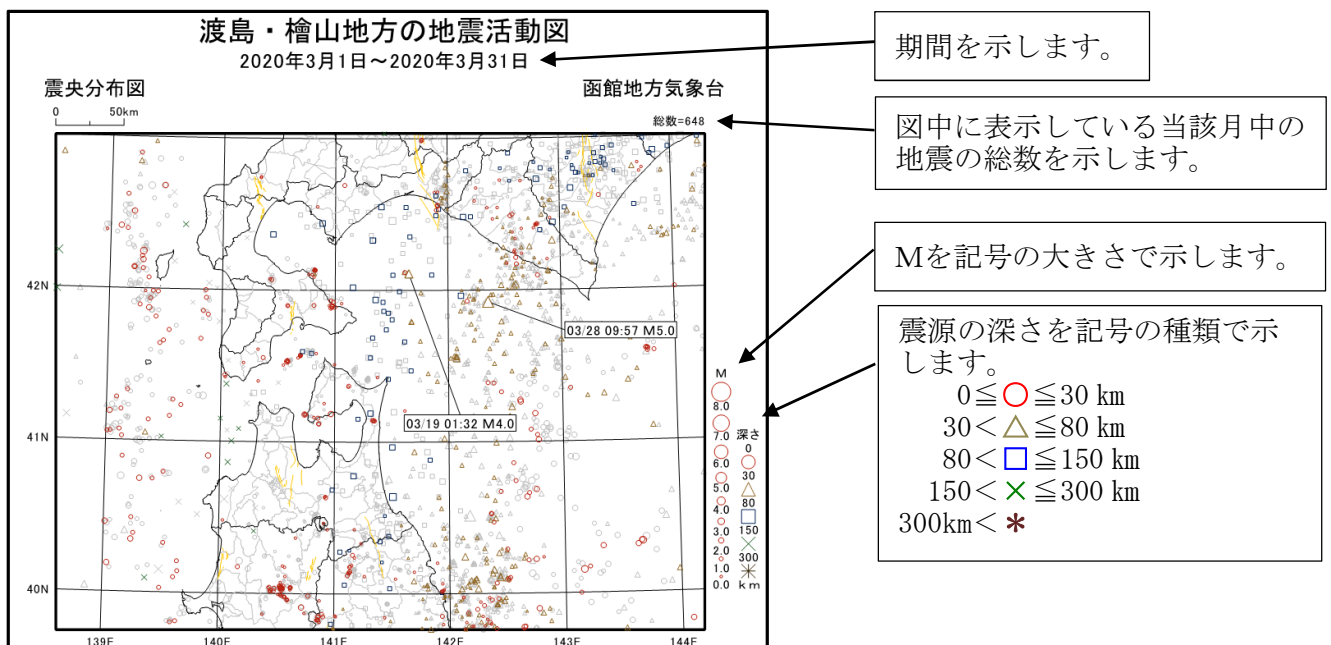 渡島・檜山地方の地震活動図
2020年3月1日～2020年3月31日
震央分布図
函館地方気象台
0 50km
総数=648
42N
41N
40N
139E 140E 141E 142E 143E 144E
03/28 09:57 M5.0
03/19 01:32 M4.0
M
8.0
7.0
6.0
5.0
4.0
3.0
2.0
1.0
0.0
深さ
0
30
80
150
300
km
期間を示します。
図中に表示している当該月中の
地震の総数を示します。
Mを記号の大きさで示します。
震源の深さを記号の種類で示
します。
0≦○≦30 km
30<△≦80 km
80<□≦150 km
150<×≦300 km
300km<＊